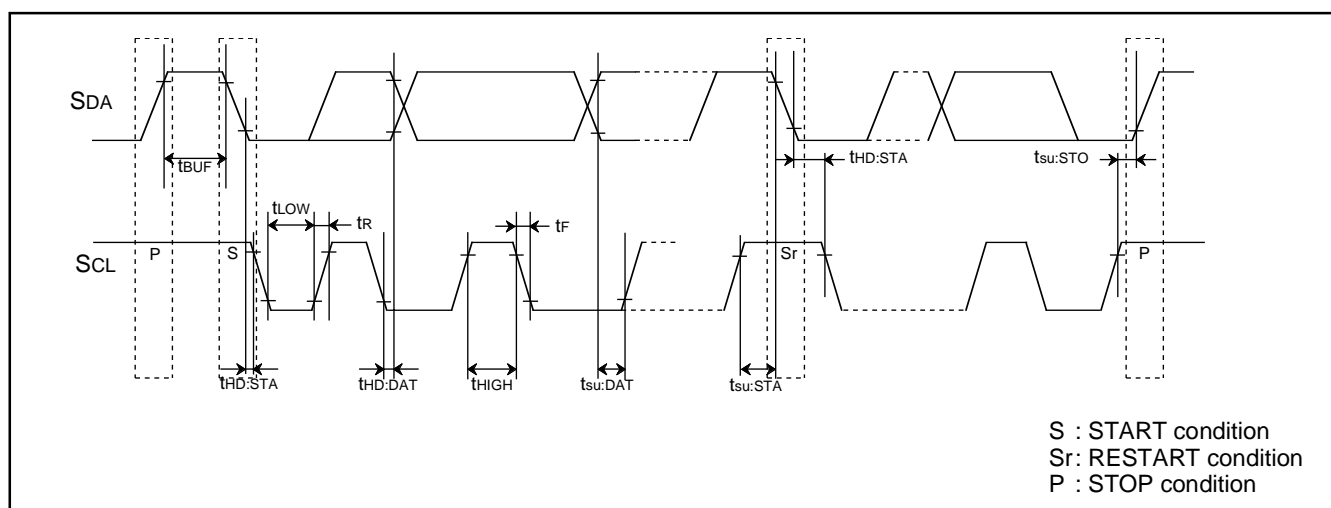 SDA
tBUF
tHD:STA
tsu:STO
tLOW
tR
tF
SCL
P
S
Sr
P
tHD:STA
tHD:DAT
tHIGH
tsu:DAT
tsu:STA
S : START condition
Sr: RESTART condition
P : STOP condition